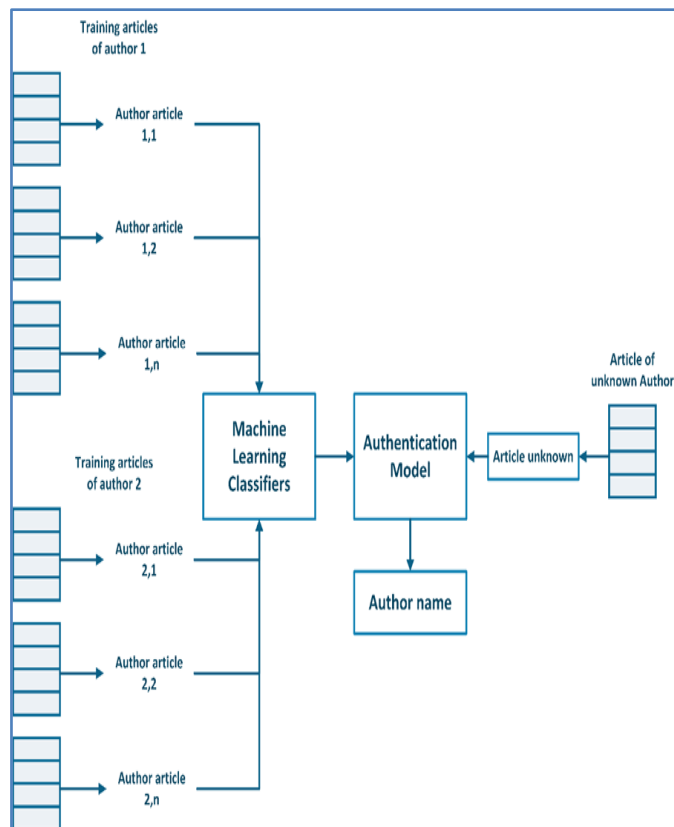 Training articles
of author 1
Author article
1,1
Author article
1,2
Author article
1,n
Training articles
of author 2
Author article
2,1
Author article
2,2
Author article
2,n
Machine
Learning
Classifiers
Authentication
Model
Author name
Article unknown
Article of
unknown Author